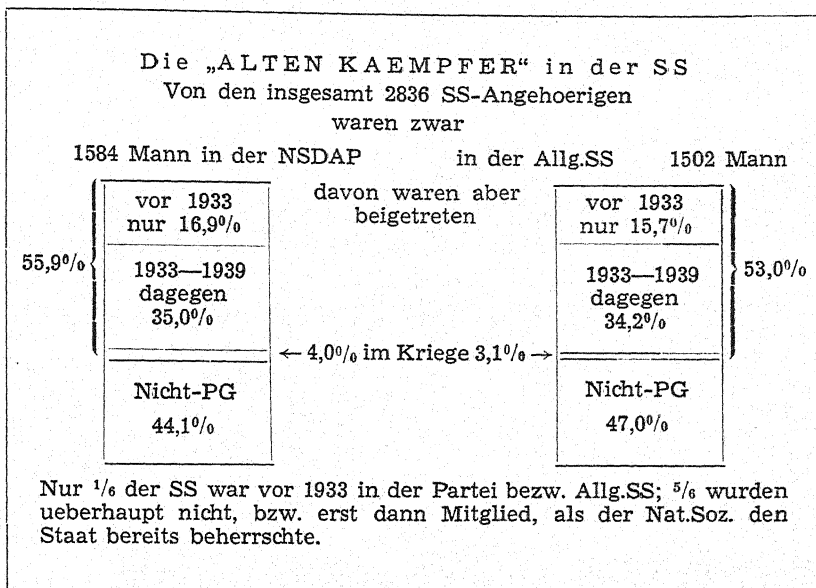 Die „ALTEN KAEMPFER“ in der SS
Von den insgesamt 2836 SS-Angehoerigen
waren zwar
1584 Mann in der NSDAP in der Allg.SS 1502 Mann
davon waren aber
beigetreten
vor 1933
nur 16,9%
55,9%
1933—1939
dagegen
35,0%
vor 1933
nur 15,7%
53,0%
1933—1939
dagegen
34,2%
← 4,0% im Kriege 3,1% →
Nicht-PG
44,1%
Nicht-PG
47,0%
Nur 1/6 der SS war vor 1933 in der Partei bezw. Allg.SS; 5/6 wurden
ueberhaupt nicht, bzw. erst dann Mitglied, als der Nat.Soz. den
Staat bereits beherrschte.